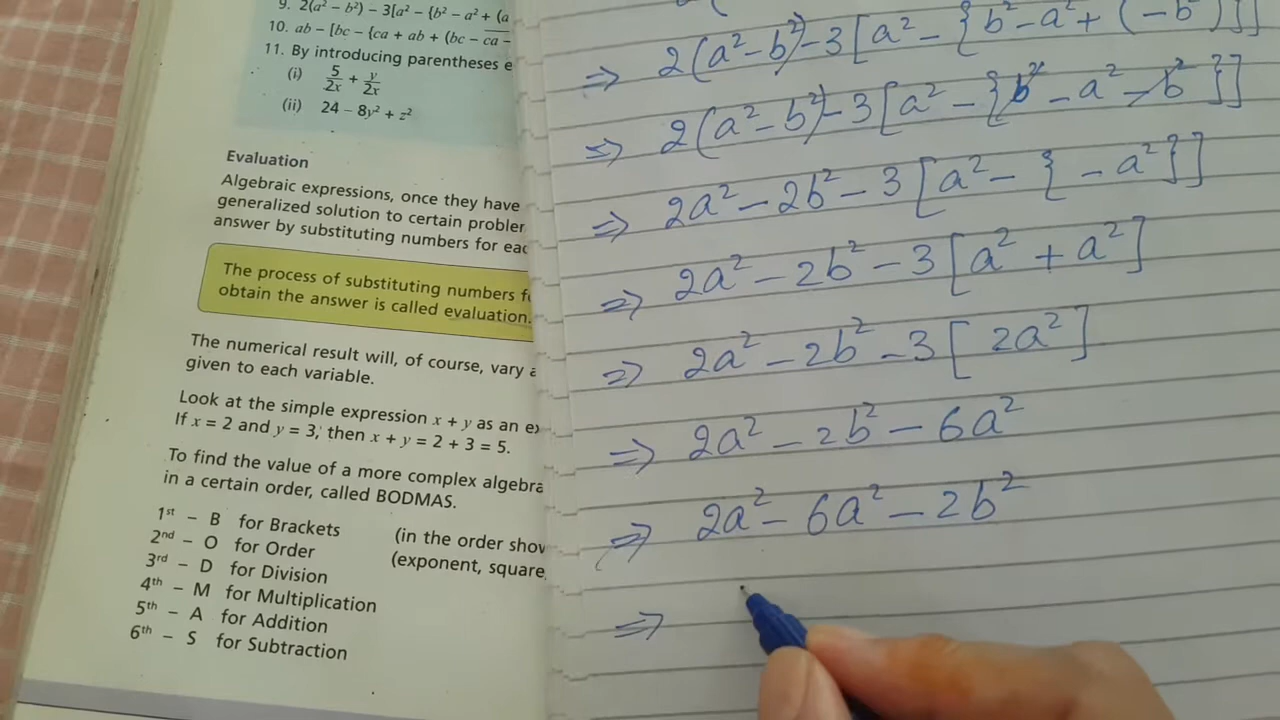 9. 2(a² − b²) − 3[a² − {b² − a² + (a
10. ab − [bc − {ca + ab + (bc − ca −
11. By introducing parentheses e
(i) 5/2x + y/2x
(ii) 24 − 8y² + z²
Evaluation
Algebraic expressions, once they have
generalized solution to certain probler
answer by substituting numbers for eac
The process of substituting numbers f
obtain the answer is called evaluation.
The numerical result will, of course, vary a
given to each variable.
Look at the simple expression x + y as an ex
If x = 2 and y = 3, then x + y = 2 + 3 = 5.
To find the value of a more complex algebra
in a certain order, called BODMAS.
1st – B for Brackets (in the order show
2nd – O for Order (exponent, square,
3rd – D for Division
4th – M for Multiplication
5th – A for Addition
6th – S for Subtraction
⇒ 2(a² − b²) − 3[a² − {b² − a² + (−b²)}]
⇒ 2(a² − b²) − 3[a² − {b² − a² − b²}]
⇒ 2a² − 2b² − 3[a² − {−a²}]
⇒ 2a² − 2b² − 3[a² + a²]
⇒ 2a² − 2b² − 3[2a²]
⇒ 2a² − 2b² − 6a²
⇒ 2a² − 6a² − 2b²
⇒